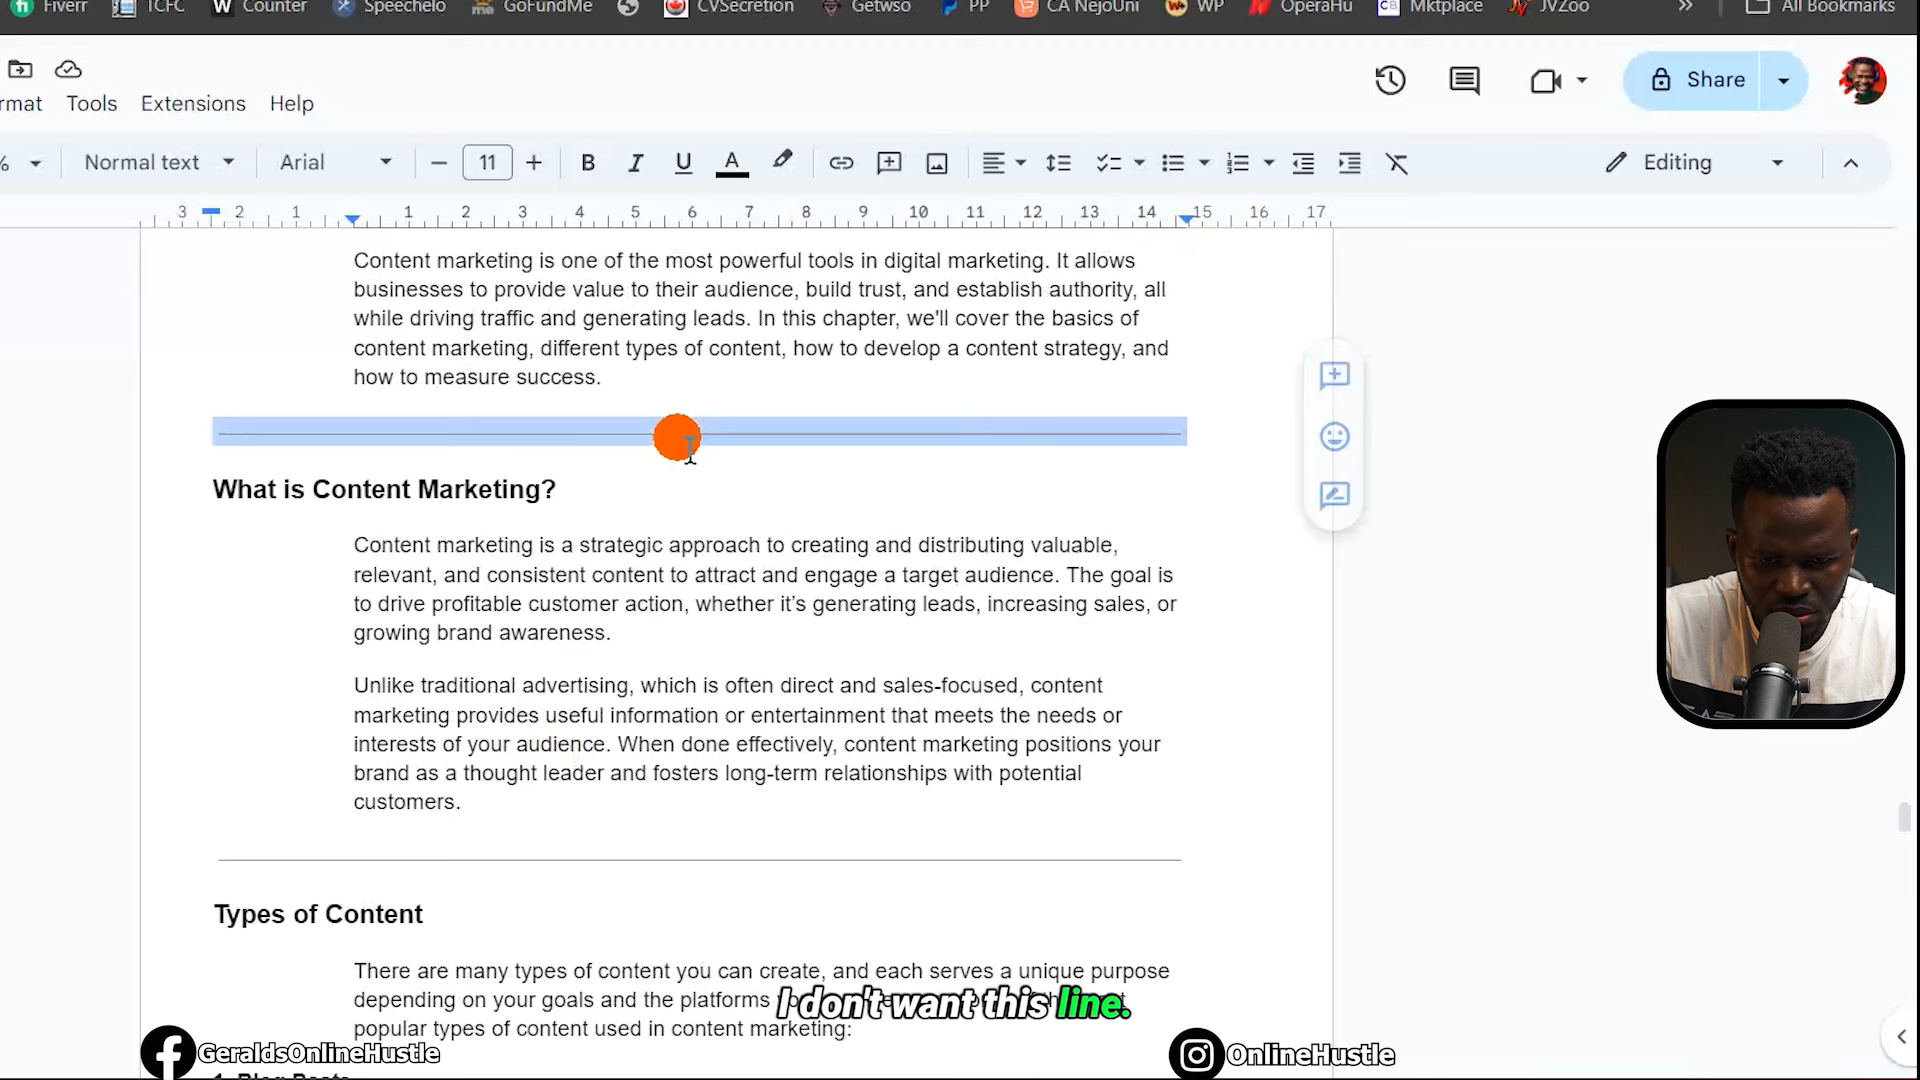 Fiverr TCFC W Counter Speechelo me GoFundMe CVSecretion Getwso PP CA NejoUni WP OperaHu CB Mktplace JVZoo » All Bookmarks
rmat Tools Extensions Help
Share
% Normal text Arial − 11 + B I U A Editing
3 2 1 1 2 3 4 5 6 7 8 9 10 11 12 13 14 15 16 17
Content marketing is one of the most powerful tools in digital marketing. It allows
businesses to provide value to their audience, build trust, and establish authority, all
while driving traffic and generating leads. In this chapter, we'll cover the basics of
content marketing, different types of content, how to develop a content strategy, and
how to measure success.
What is Content Marketing?
Content marketing is a strategic approach to creating and distributing valuable,
relevant, and consistent content to attract and engage a target audience. The goal is
to drive profitable customer action, whether it’s generating leads, increasing sales, or
growing brand awareness.
Unlike traditional advertising, which is often direct and sales-focused, content
marketing provides useful information or entertainment that meets the needs or
interests of your audience. When done effectively, content marketing positions your
brand as a thought leader and fosters long-term relationships with potential
customers.
Types of Content
There are many types of content you can create, and each serves a unique purpose
depending on your goals and the platforms
I don't want this line.
popular types of content used in content marketing:
GeraldsOnlineHustle
OnlineHustle
1. Blog Posts